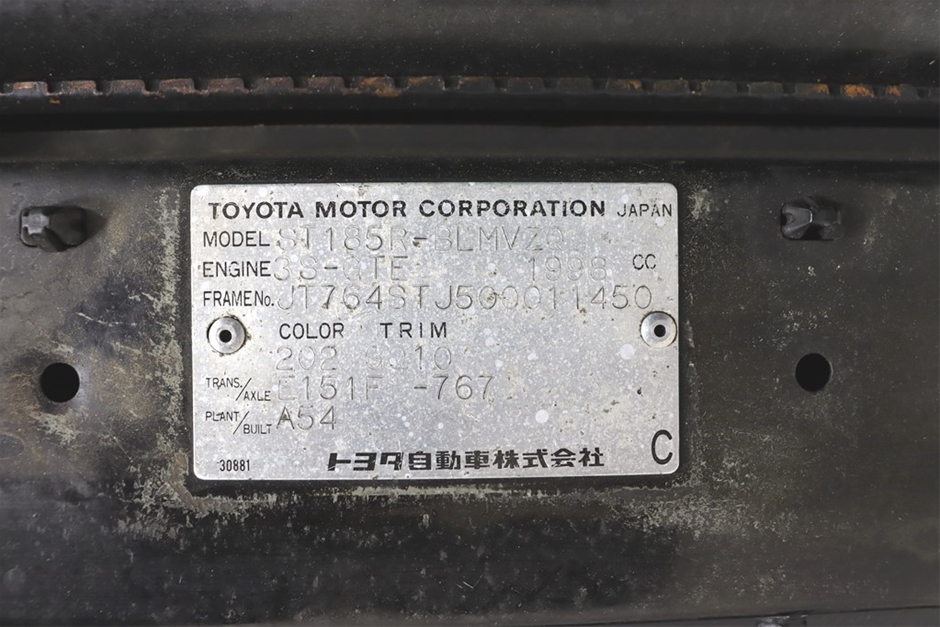 TOYOTA MOTOR CORPORATION JAPAN
MODEL ST185R-BLMVZ
ENGINE 3S-GTE 1998 CC
FRAME No. JT764STJ500011450
COLOR TRIM
202
TRANS./AXLE E151F -767
PLANT/BUILT A54
30881 トヨタ自動車株式会社 C